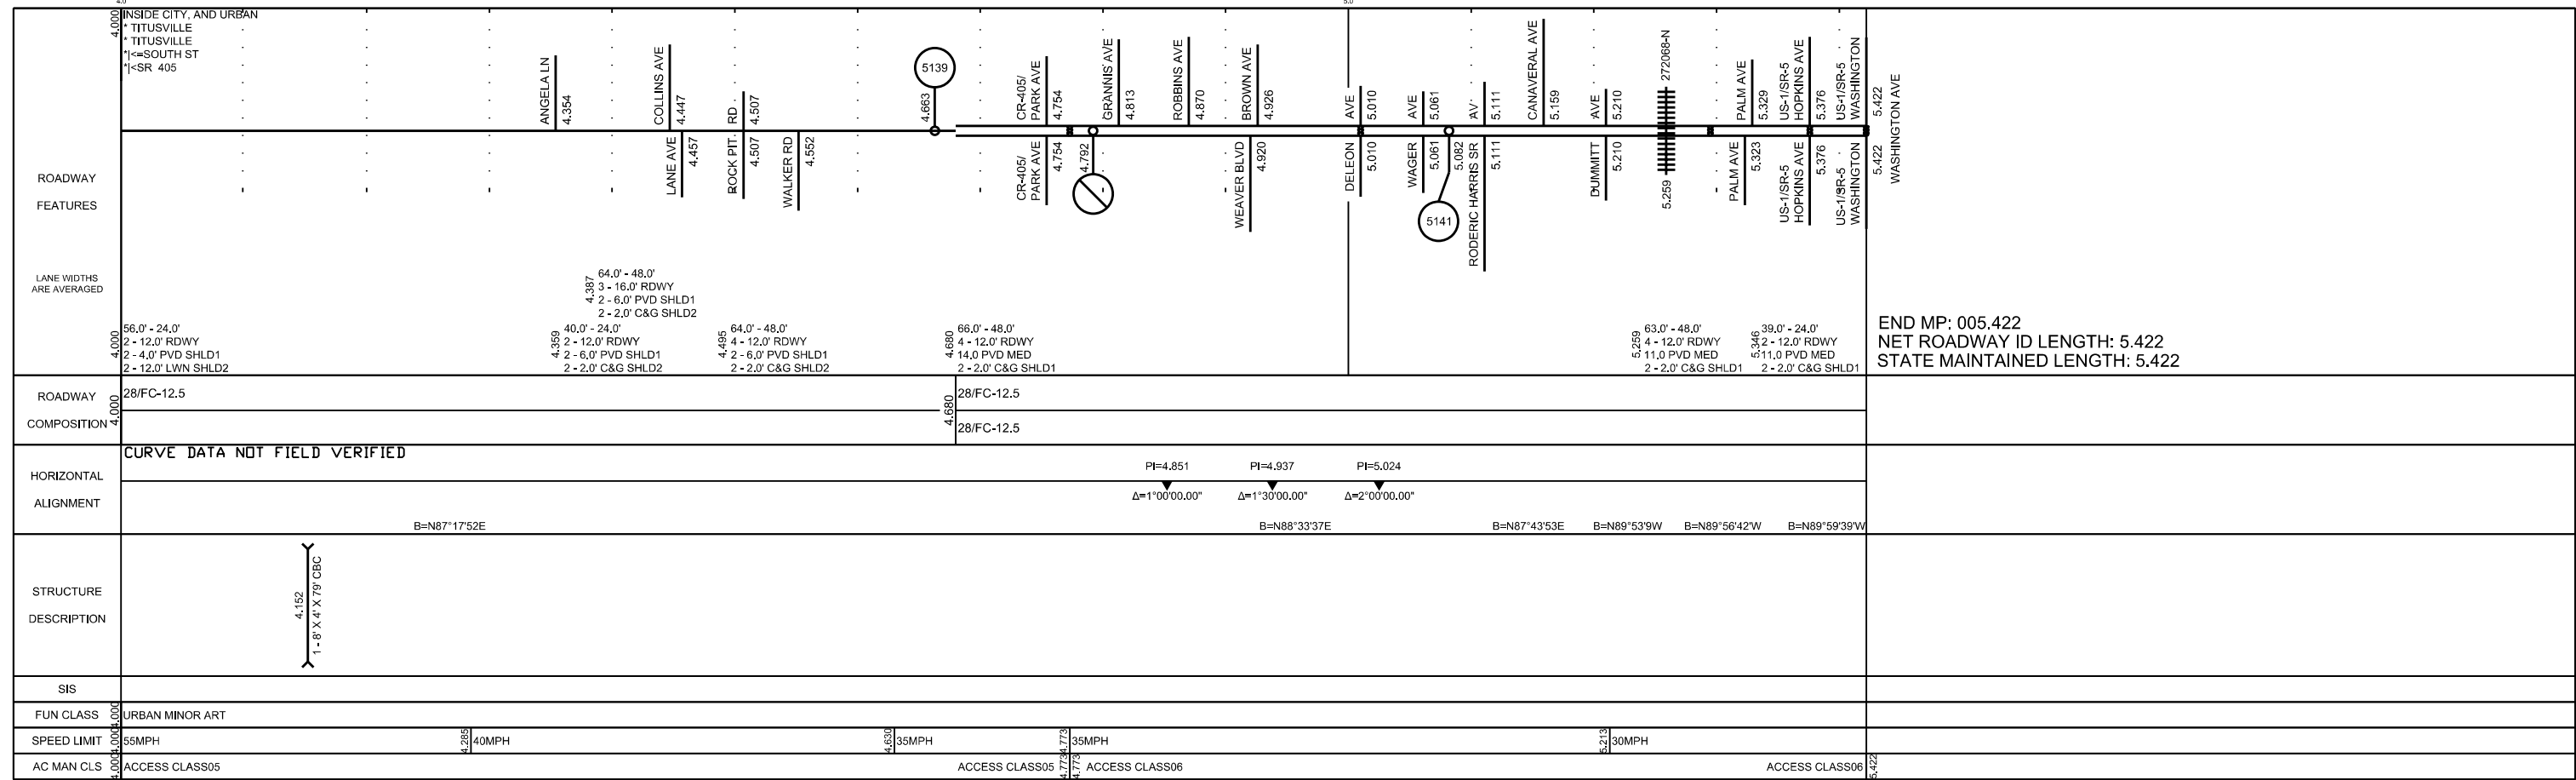 4.0
5.0
4.000
INSIDE CITY, AND URBAN
* TITUSVILLE
* TITUSVILLE
*|<=SOUTH ST
*|<SR 405
ANGELA LN
4.354
COLLINS AVE
4.447
LANE AVE
4.457
ROCK PIT RD
4.507
4.507
WALKER RD
4.552
5139
4.663
CR-405/
PARK AVE
4.754
CR-405/
PARK AVE
4.754
4.792
GRANNIS AVE
4.813
ROBBINS AVE
4.870
BROWN AVE
4.926
WEAVER BLVD
4.920
DELEON AVE
5.010
5.010
WAGER AVE
5.061
5.061
5.082
5141
RODERIC HARRIS SR AV
5.111
5.111
CANAVERAL AVE
5.159
DUMMITT AVE
5.210
5.210
272068-N
5.259
PALM AVE
5.329
PALM AVE
5.323
US-1/SR-5
HOPKINS AVE
5.376
US-1/SR-5
HOPKINS AVE
5.376
US-1/SR-5
WASHINGTON
5.422
US-1/SR-5
WASHINGTON
5.422
WASHINGTON AVE
ROADWAY
FEATURES
LANE WIDTHS
ARE AVERAGED
4.000
56.0' - 24.0'
2 - 12.0' RDWY
2 - 4.0' PVD SHLD1
2 - 12.0' LWN SHLD2
4.359
40.0' - 24.0'
2 - 12.0' RDWY
2 - 6.0' PVD SHLD1
2 - 2.0' C&G SHLD2
4.387
64.0' - 48.0'
3 - 16.0' RDWY
2 - 6.0' PVD SHLD1
2 - 2.0' C&G SHLD2
4.495
64.0' - 48.0'
4 - 12.0' RDWY
2 - 6.0' PVD SHLD1
2 - 2.0' C&G SHLD2
4.680
66.0' - 48.0'
4 - 12.0' RDWY
14.0 PVD MED
2 - 2.0' C&G SHLD1
5.259
63.0' - 48.0'
4 - 12.0' RDWY
11.0 PVD MED
2 - 2.0' C&G SHLD1
5.346
39.0' - 24.0'
2 - 12.0' RDWY
11.0 PVD MED
2 - 2.0' C&G SHLD1
END MP: 005.422
NET ROADWAY ID LENGTH: 5.422
STATE MAINTAINED LENGTH: 5.422
ROADWAY
COMPOSITION
4.000
28/FC-12.5
4.680
28/FC-12.5
28/FC-12.5
HORIZONTAL
ALIGNMENT
CURVE DATA NOT FIELD VERIFIED
PI=4.851
Δ=1°00'00.00"
PI=4.937
Δ=1°30'00.00"
PI=5.024
Δ=2°00'00.00"
B=N87°17'52E
B=N88°33'37E
B=N87°43'53E
B=N89°53'9W
B=N89°56'42'W
B=N89°59'39'W
STRUCTURE
DESCRIPTION
4.152
1 - 8' X 4' X 79' CBC
SIS
FUN CLASS
4.000
URBAN MINOR ART
SPEED LIMIT
4.000
55MPH
4.285
40MPH
4.630
35MPH
4.773
35MPH
5.213
30MPH
AC MAN CLS
4.000
ACCESS CLASS05
ACCESS CLASS05
4.773
4.773
ACCESS CLASS06
ACCESS CLASS06
5.422